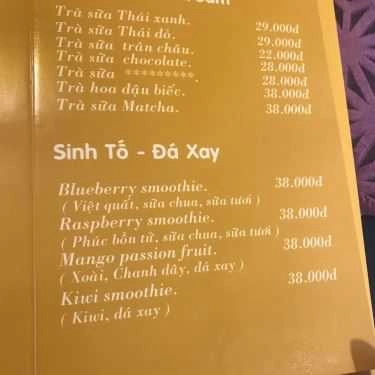 Trà sữa Thái xanh. 29.000đ
Trà sữa Thái đỏ. 29.000đ
Trà sữa trân châu. 22.000đ
Trà sữa chocolate. 28.000đ
Trà sữa *********. 28.000đ
Trà hoa đậu biếc. 38.000đ
Trà sữa Matcha. 38.000đ
Sinh Tố - Đá Xay
Blueberry smoothie. 38.000đ
( Việt quất, sữa chua, sữa tươi )
Raspberry smoothie. 38.000đ
( Phúc bồn tử, sữa chua, sữa tươi )
Mango passion fruit. 38.000đ
( Xoài, Chanh dây, đá xay )
Kiwi smoothie. 38.000đ
( Kiwi, đá xay )